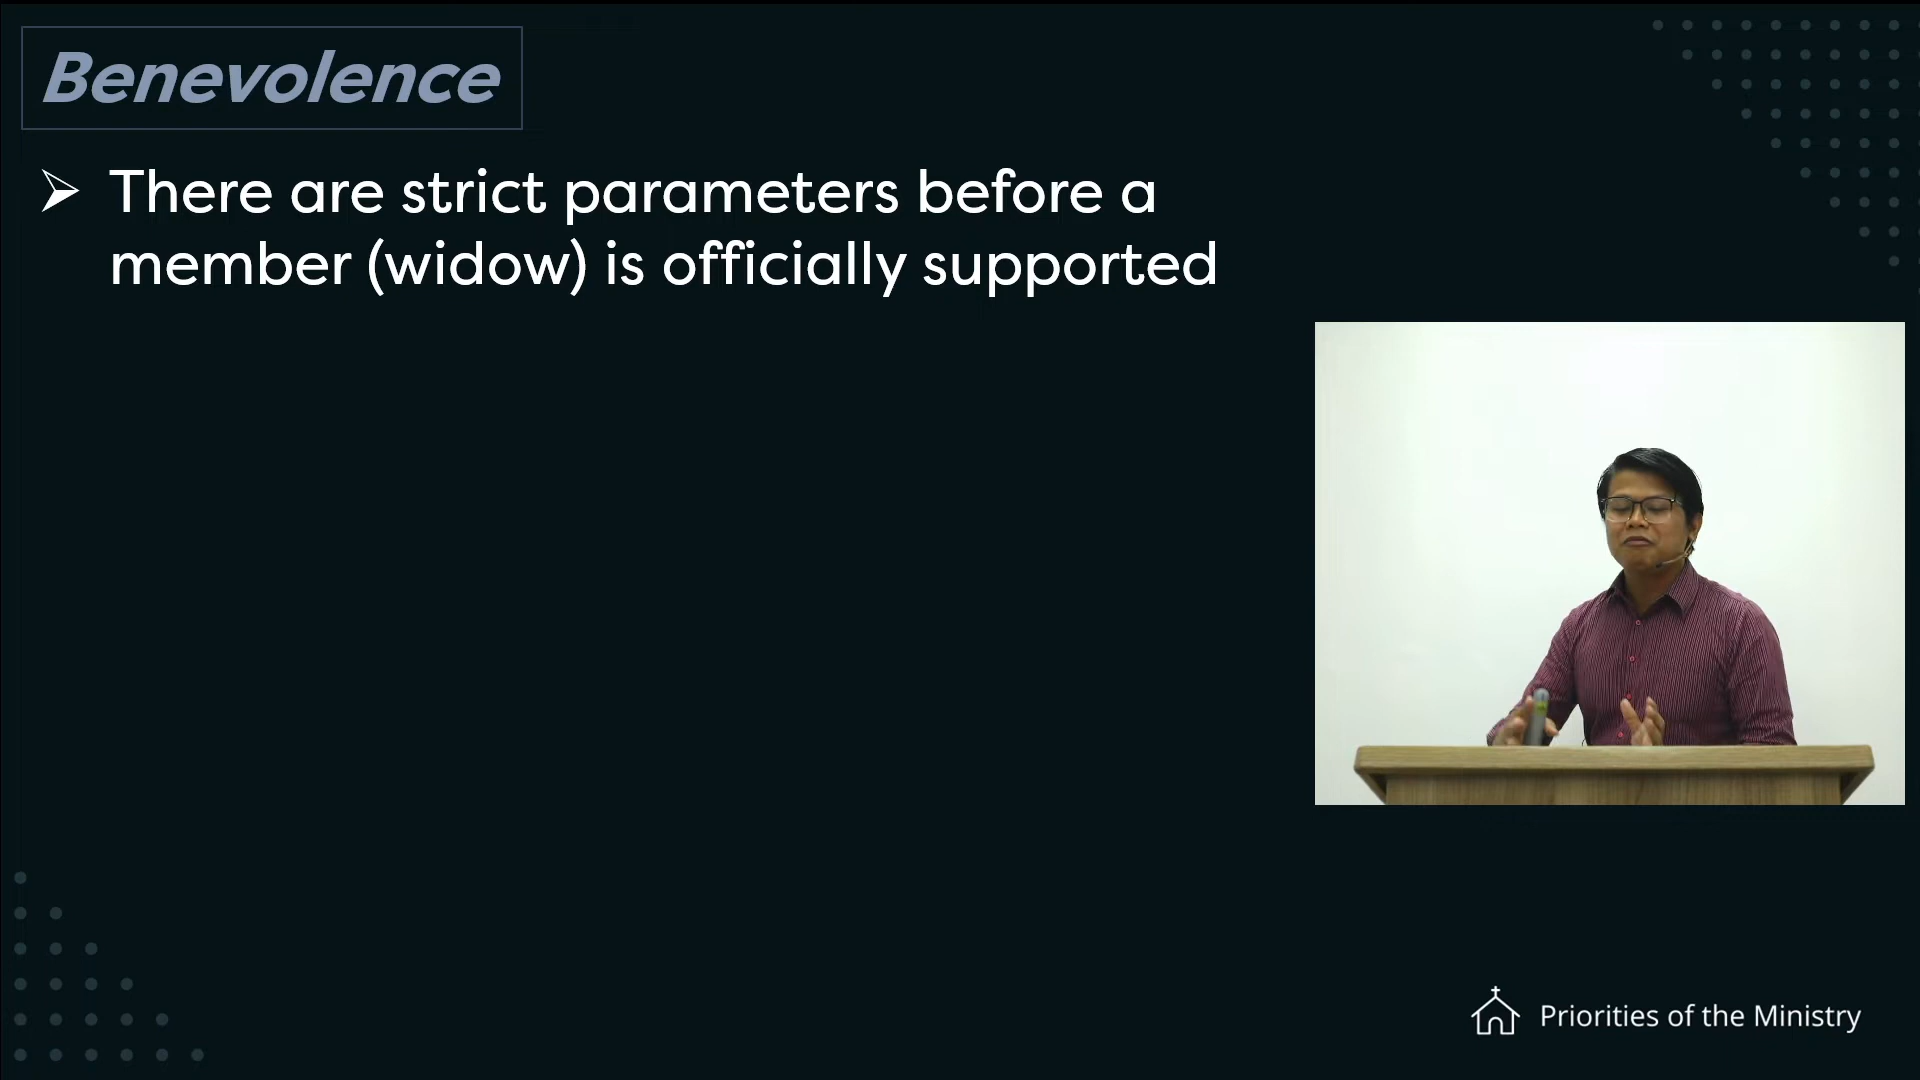 Benevolence
➢ There are strict parameters before a
member (widow) is officially supported
Priorities of the Ministry